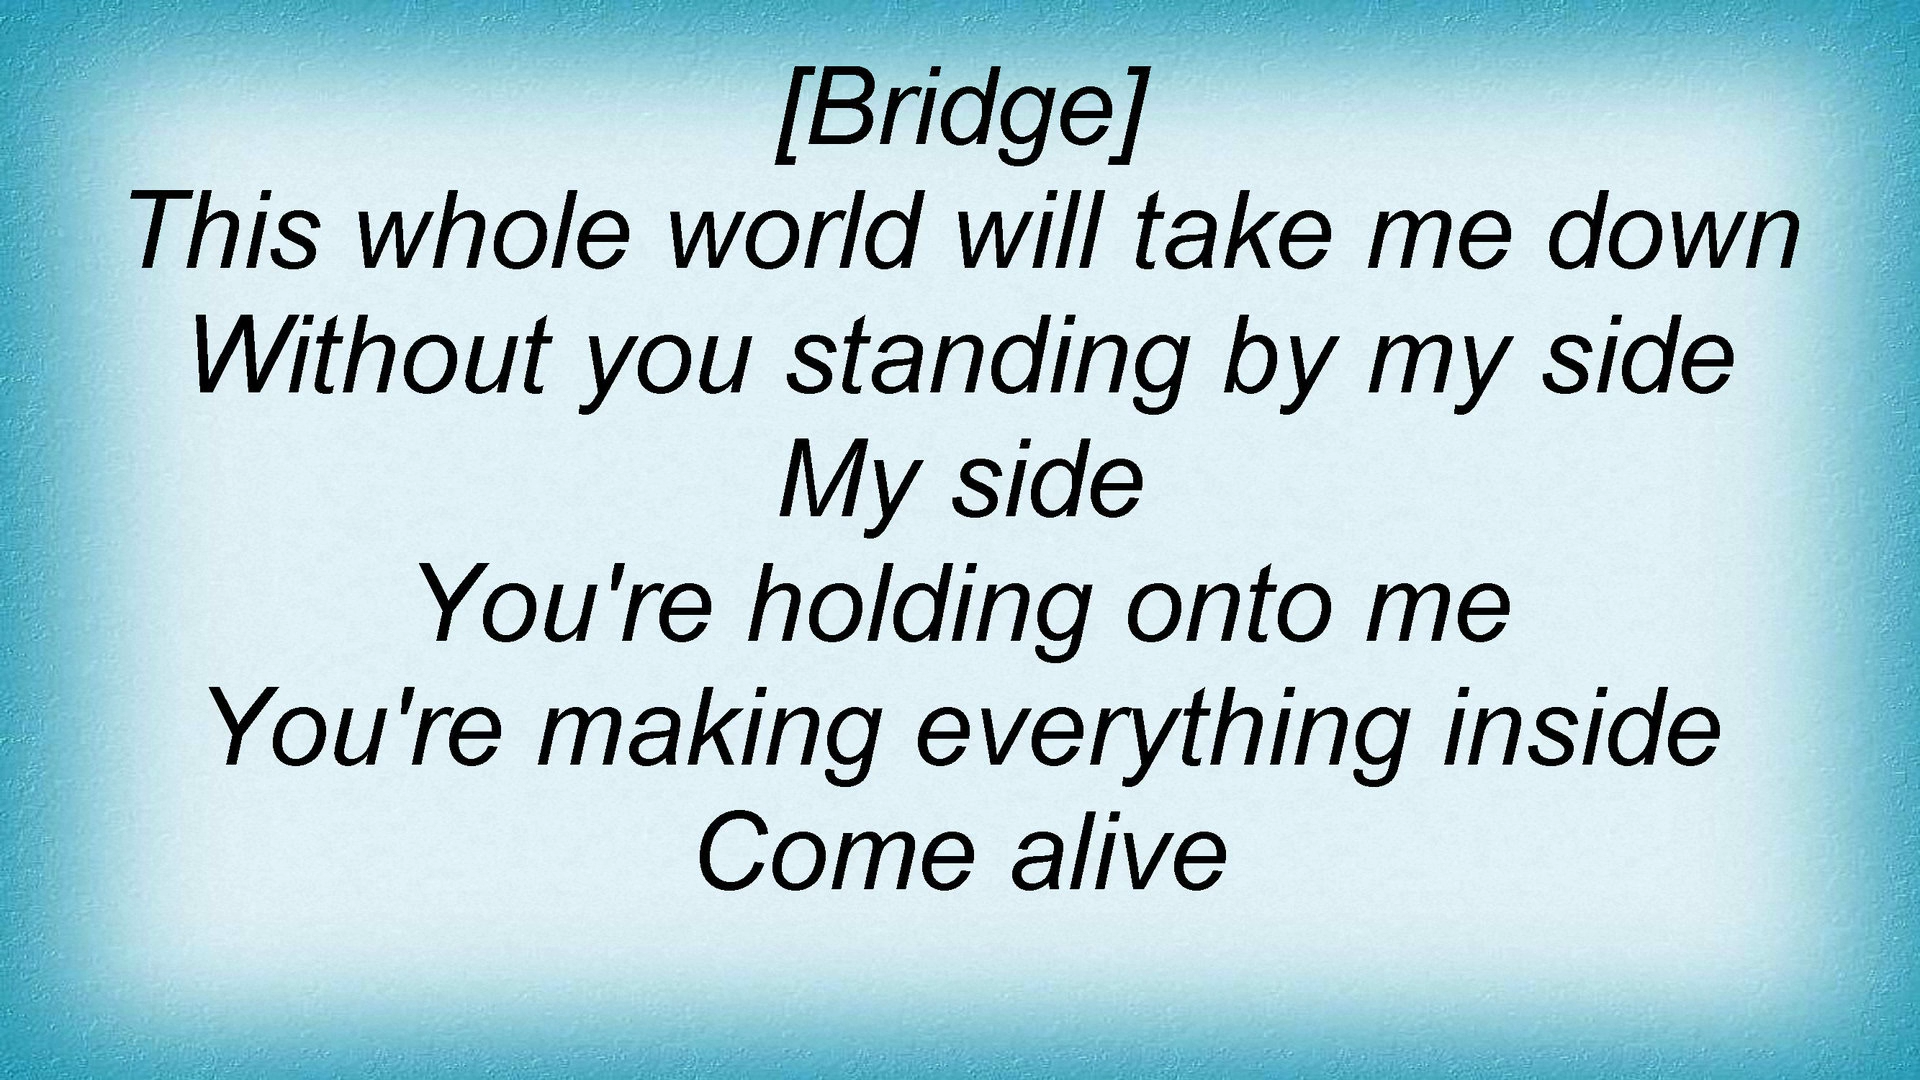 [Bridge]
This whole world will take me down
Without you standing by my side
My side
You're holding onto me
You're making everything inside
Come alive